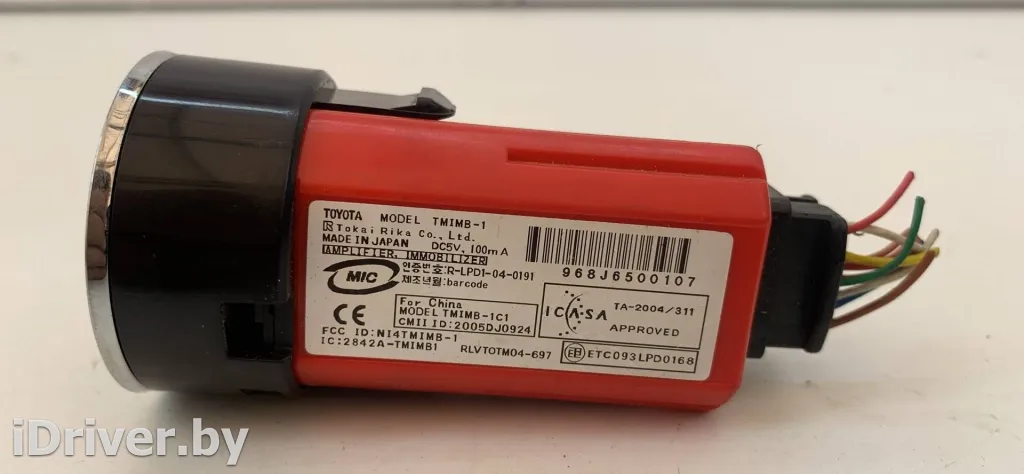 TOYOTA MODEL TMIMB-1
Tokai Rika Co., Ltd.
MADE IN JAPAN DC5V, 100mA
AMPLIFIER, IMMOBILIZER
MIC
인증번호:R-LPD1-04-0191
제조년월:barcode
CE
For China
MODEL TMIMB-1C1
CMII ID:2005DJ0924
FCC ID:NI4TMIMB-1
IC:2842A-TMIMB1 RLVTOTM04-697
968J6500107
ICASA
TA-2004/311
APPROVED
ETC093LPD0168
iDriver.by